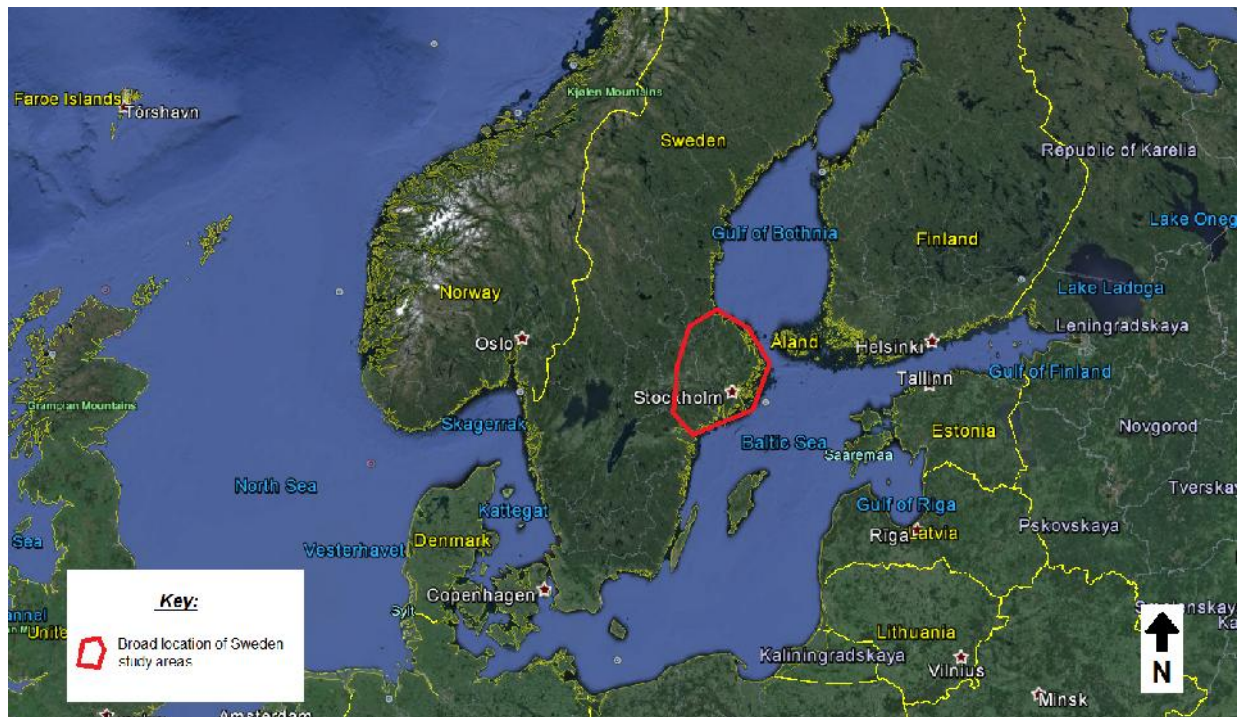 Kjølen Mountains
Faroe Islands
Tórshavn
Sweden
Republic of Karelia
Lake Oneg
Gulf of Bothnia
Finland
Norway
Lake Ladoga
Leningradskaya
Oslo
Åland
Helsinki
Gulf of Finland
Tallinn
Stockholm
Grampian Mountains
Skagerrak
Baltic Sea
Estonia
Novgorod
Saaremaa
North Sea
Tverska
Kattegat
Gulf of Riga
Sea
Vesterhavet
Denmark
Riga
Latvia
Pskovskaya
Copenhagen
Sylt
Key:
Broad location of Sweden
study areas
Lithuania
Kaliningradskaya
Vilnius
Minsk
Amsterdam
N